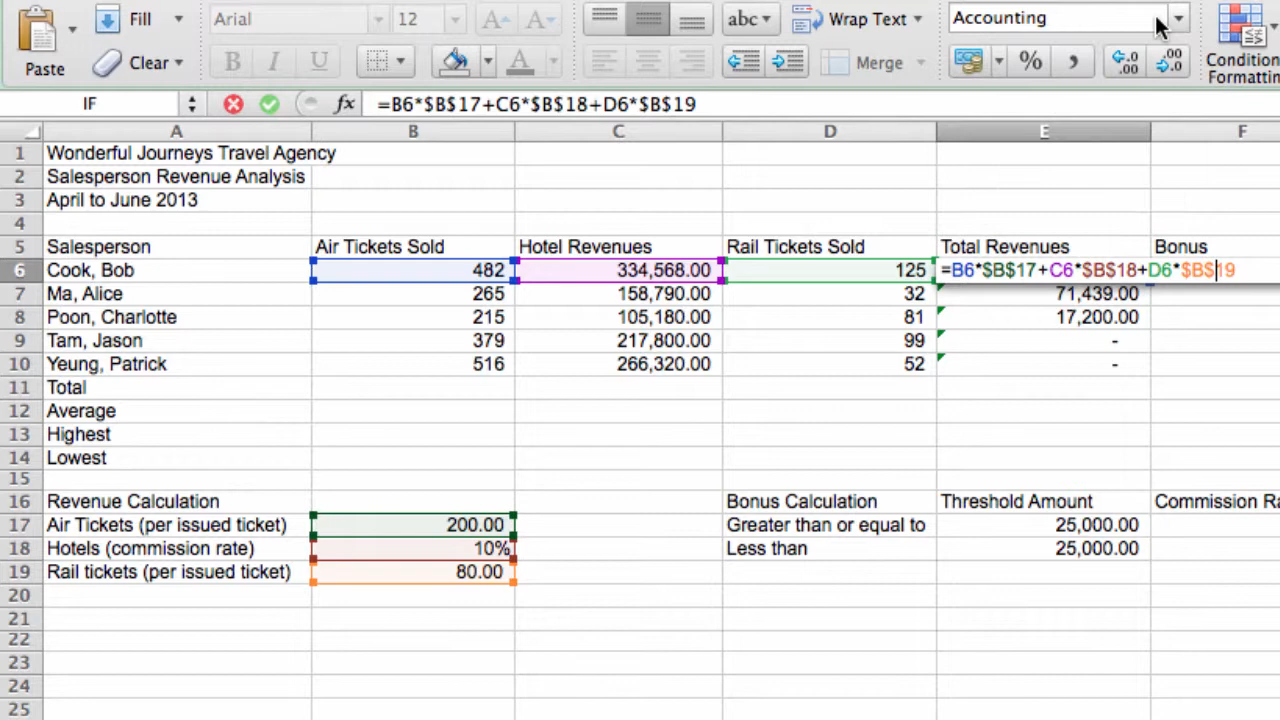 Fill Arial 12 A A abc Wrap Text Accounting
Paste Clear B I U A Merge % , .0 .00 .00 .0 Condition
Formatting
IF fx =B6*$B$17+C6*$B$18+D6*$B$19
A B C D E F
1 Wonderful Journeys Travel Agency
2 Salesperson Revenue Analysis
3 April to June 2013
4
5 Salesperson Air Tickets Sold Hotel Revenues Rail Tickets Sold Total Revenues Bonus
6 Cook, Bob 482 334,568.00 125 =B6*$B$17+C6*$B$18+D6*$B$19
7 Ma, Alice 265 158,790.00 32 71,439.00
8 Poon, Charlotte 215 105,180.00 81 17,200.00
9 Tam, Jason 379 217,800.00 99 -
10 Yeung, Patrick 516 266,320.00 52 -
11 Total
12 Average
13 Highest
14 Lowest
15
16 Revenue Calculation Bonus Calculation Threshold Amount Commission Ra
17 Air Tickets (per issued ticket) 200.00 Greater than or equal to 25,000.00
18 Hotels (commission rate) 10% Less than 25,000.00
19 Rail tickets (per issued ticket) 80.00
20
21
22
23
24
25